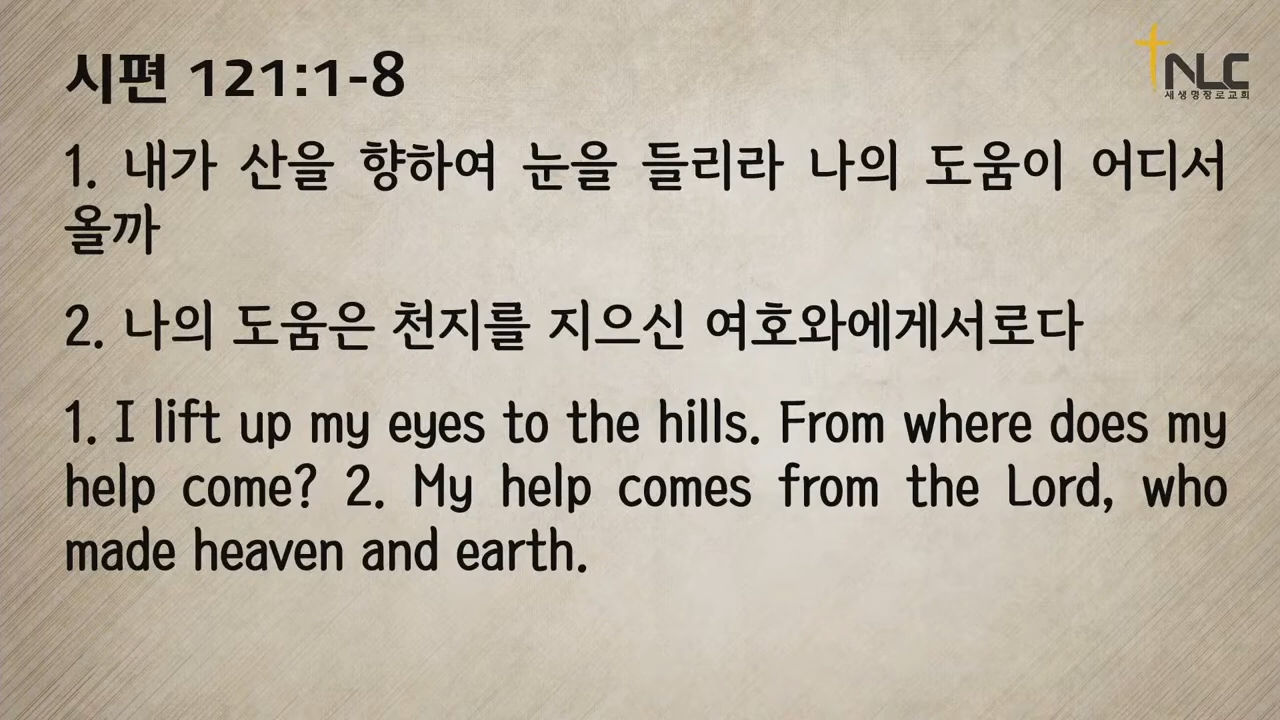 시편 121:1-8
NLC
새생명장로교회
1. 내가 산을 향하여 눈을 들리라 나의 도움이 어디서
올까
2. 나의 도움은 천지를 지으신 여호와에게서로다
1. I lift up my eyes to the hills. From where does my
help come? 2. My help comes from the Lord, who
made heaven and earth.